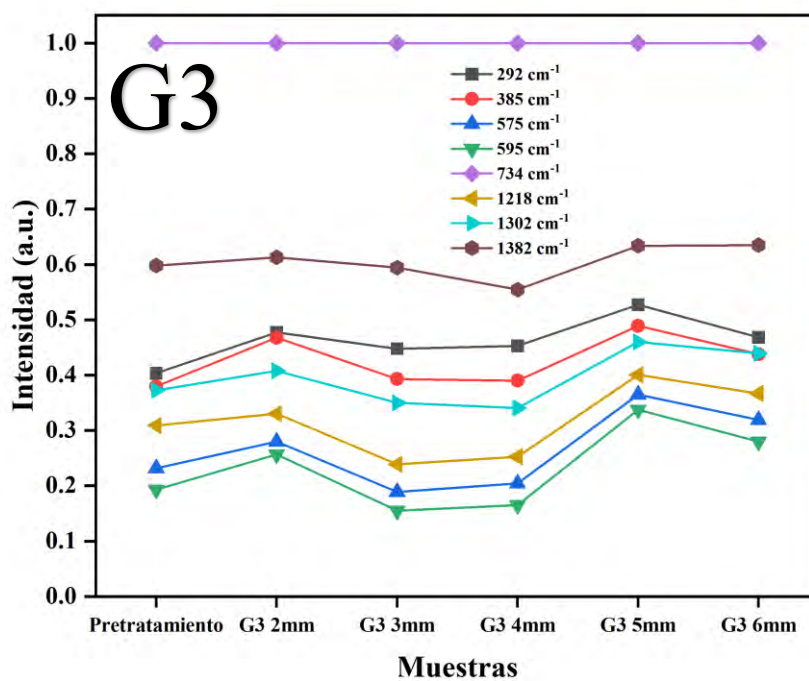 G3
292 cm⁻¹
385 cm⁻¹
575 cm⁻¹
595 cm⁻¹
734 cm⁻¹
1218 cm⁻¹
1302 cm⁻¹
1382 cm⁻¹
Intensidad (a.u.)
1.0
0.9
0.8
0.7
0.6
0.5
0.4
0.3
0.2
0.1
0.0
Pretratamiento G3 2mm G3 3mm G3 4mm G3 5mm G3 6mm
Muestras